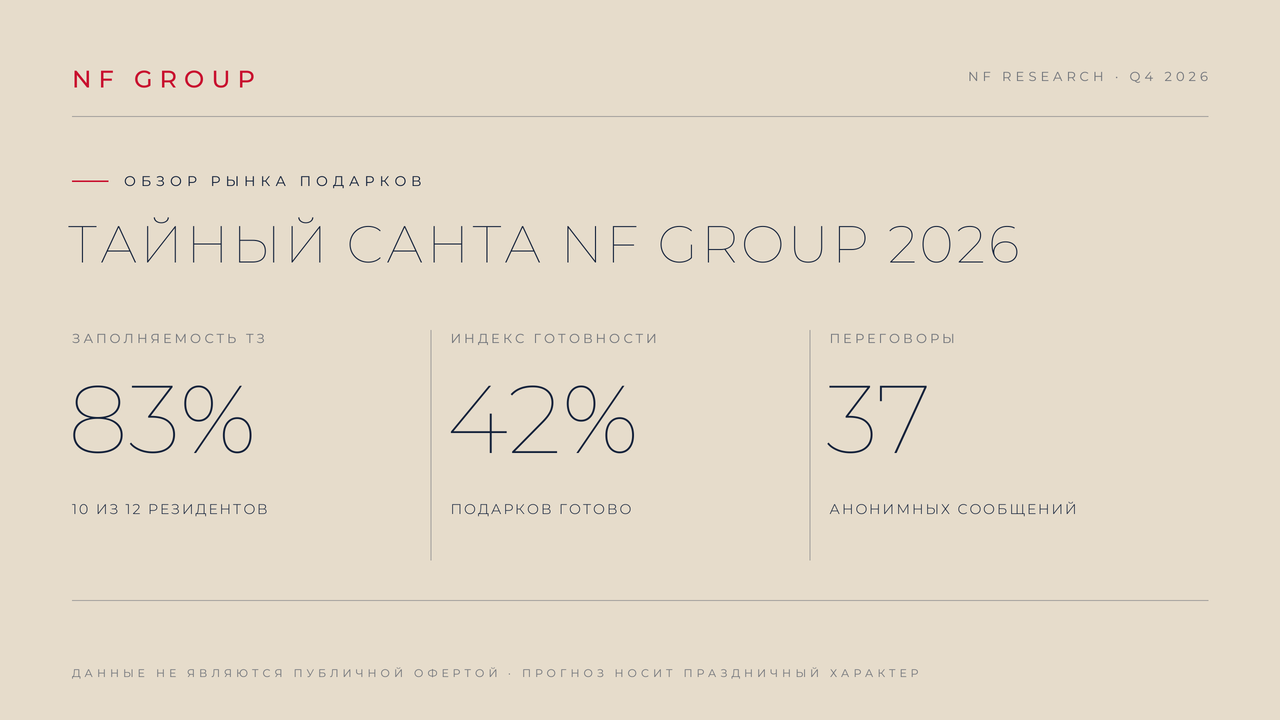 NF GROUP
NF RESEARCH · Q4 2026
ОБЗОР РЫНКА ПОДАРКОВ
ТАЙНЫЙ САНТА NF GROUP 2026
ЗАПОЛНЯЕМОСТЬ ТЗ
83%
10 ИЗ 12 РЕЗИДЕНТОВ
ИНДЕКС ГОТОВНОСТИ
42%
ПОДАРКОВ ГОТОВО
ПЕРЕГОВОРЫ
37
АНОНИМНЫХ СООБЩЕНИЙ
ДАННЫЕ НЕ ЯВЛЯЮТСЯ ПУБЛИЧНОЙ ОФЕРТОЙ · ПРОГНОЗ НОСИТ ПРАЗДНИЧНЫЙ ХАРАКТЕР